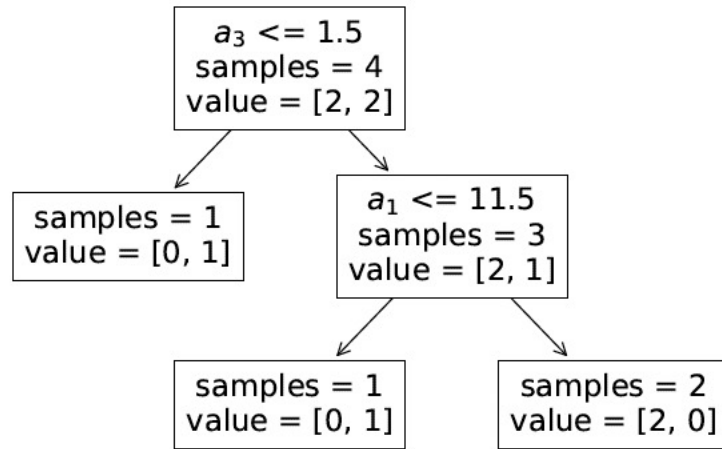 a₃ <= 1.5
samples = 4
value = [2, 2]
samples = 1
value = [0, 1]
a₁ <= 11.5
samples = 3
value = [2, 1]
samples = 1
value = [0, 1]
samples = 2
value = [2, 0]